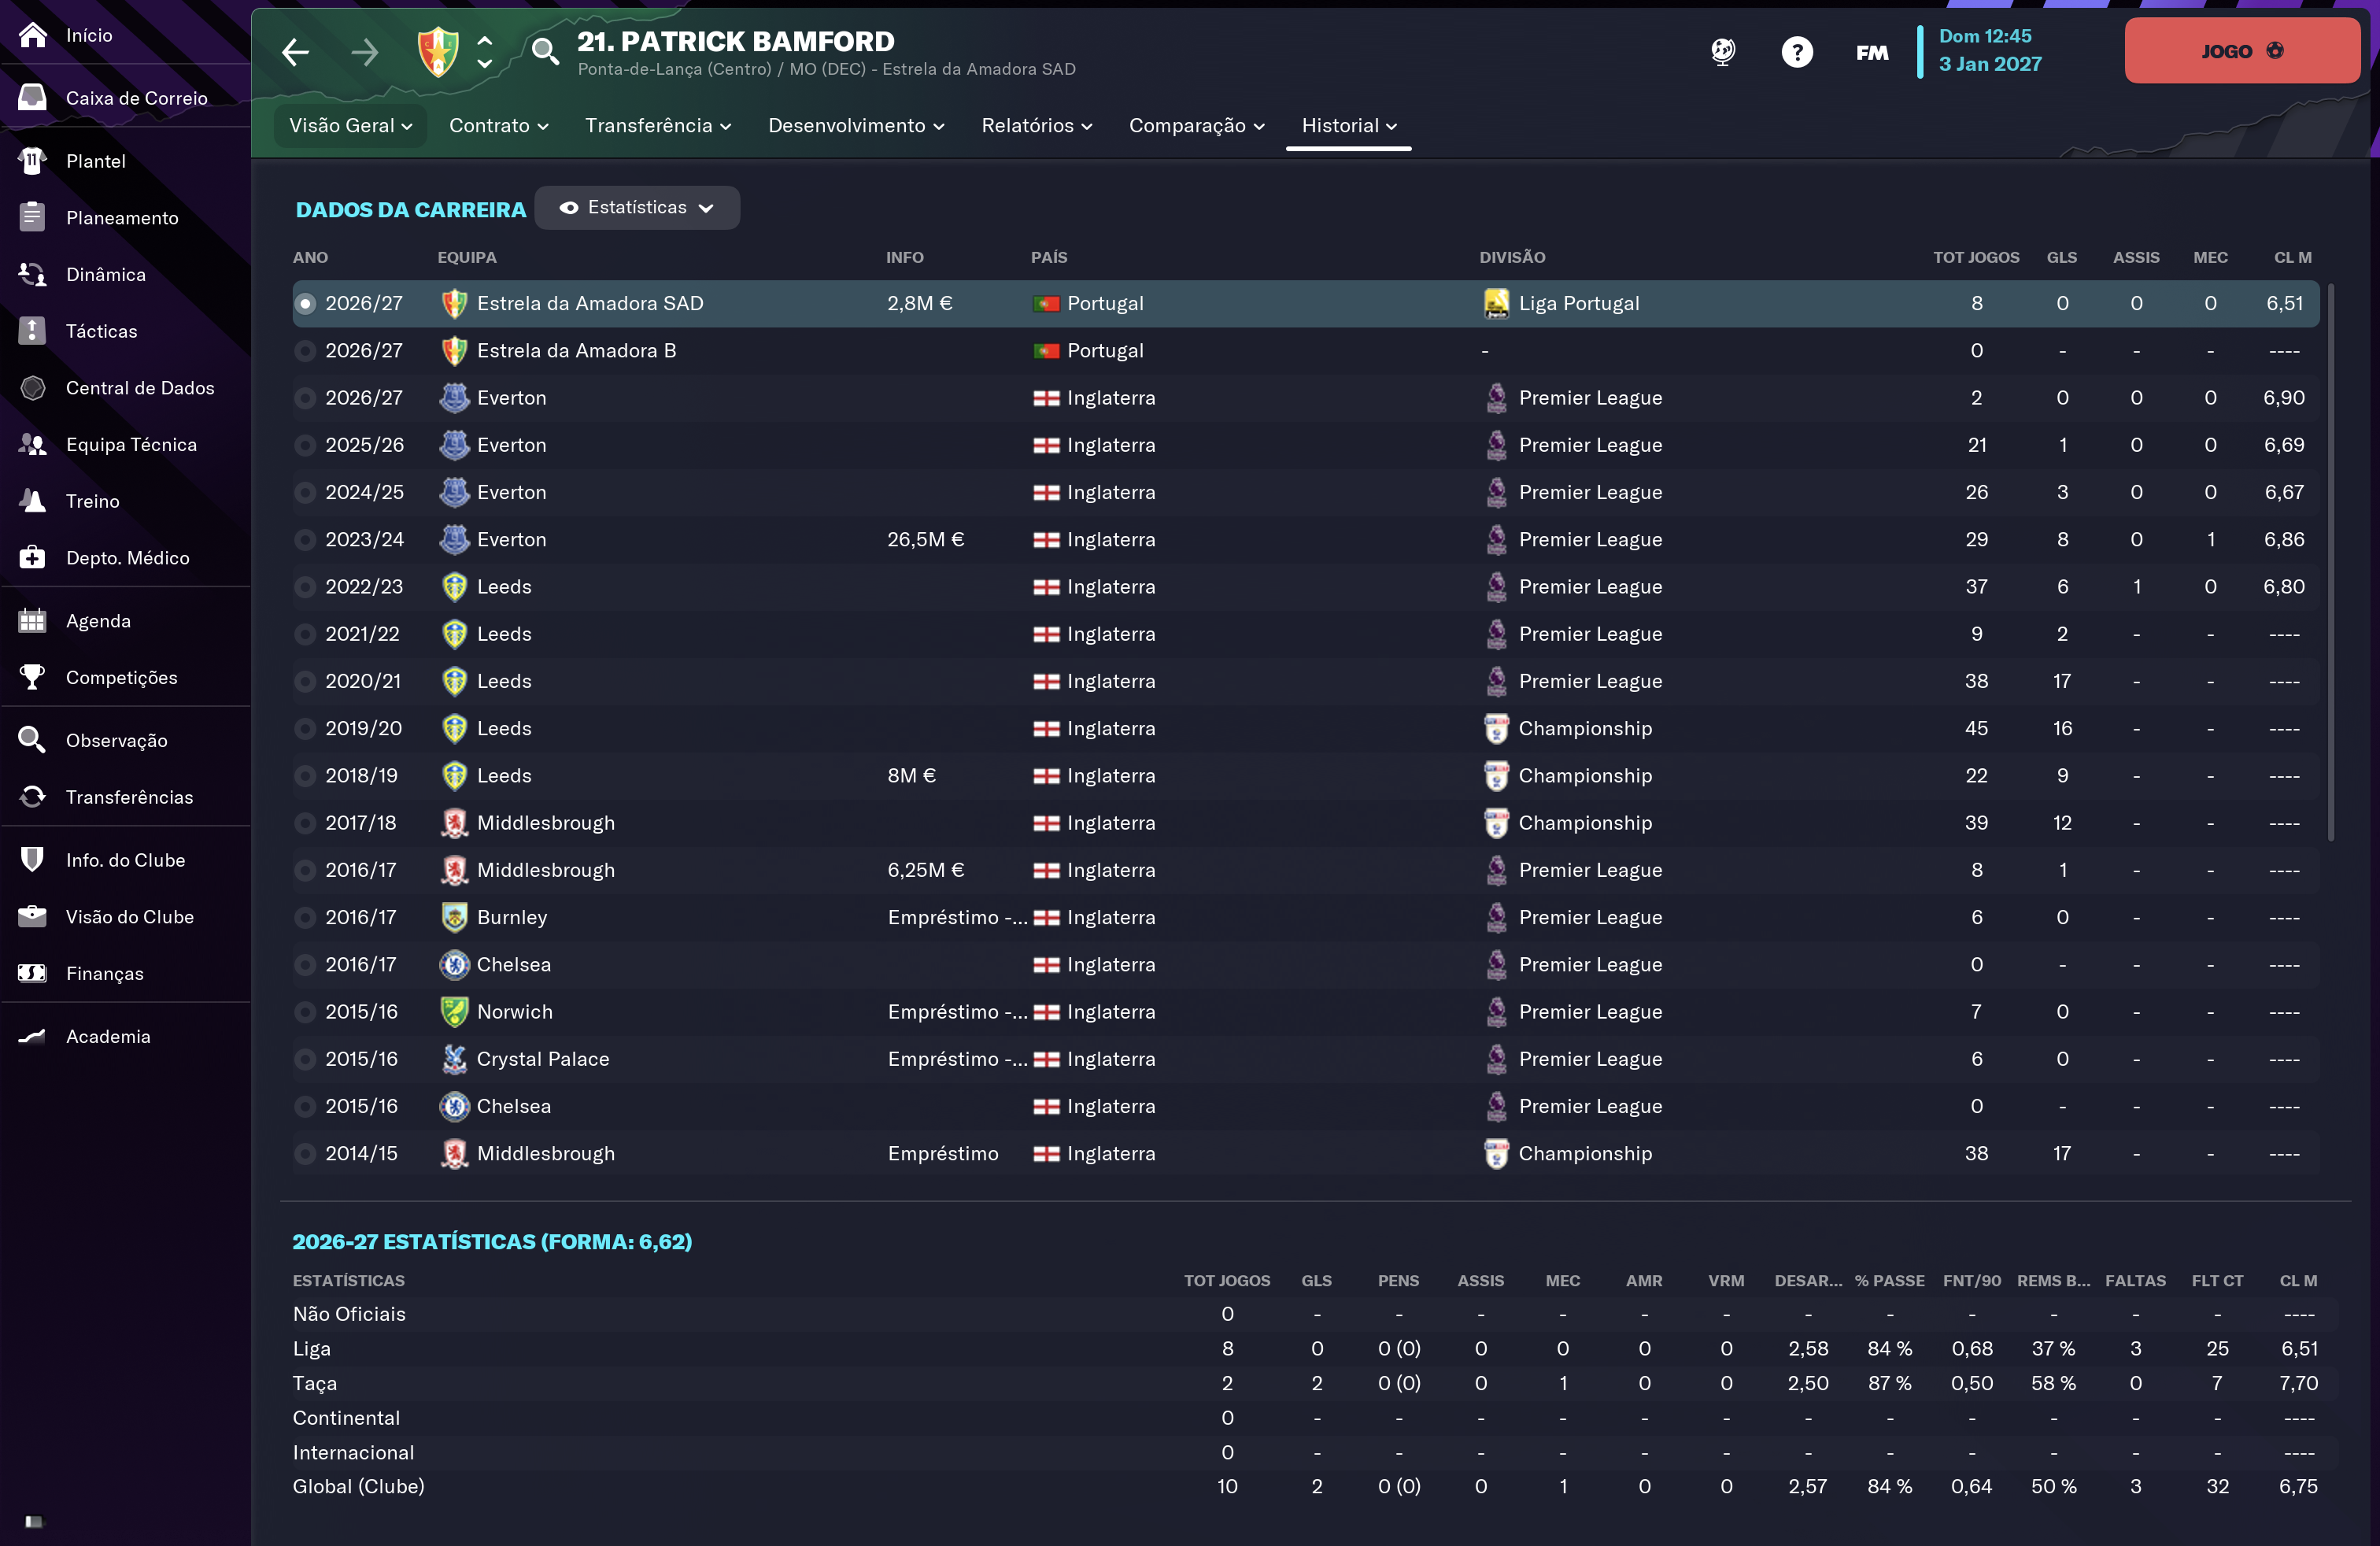 Início
Caixa de Correio
Plantel
Planeamento
Dinâmica
Tácticas
Central de Dados
Equipa Técnica
Treino
Depto. Médico
Agenda
Competições
Observação
Transferências
Info. do Clube
Visão do Clube
Finanças
Academia
21. PATRICK BAMFORD
Ponta-de-Lança (Centro) / MO (DEC) - Estrela da Amadora SAD
FM
Dom 12:45
3 Jan 2027
JOGO
Visão Geral Contrato Transferência Desenvolvimento Relatórios Comparação Historial
DADOS DA CARREIRA Estatísticas
ANO EQUIPA INFO PAÍS DIVISÃO TOT JOGOS GLS ASSIS MEC CL M
2026/27 Estrela da Amadora SAD 2,8M € Portugal Liga Portugal 8 0 0 0 6,51
2026/27 Estrela da Amadora B Portugal - 0 - - - ----
2026/27 Everton Inglaterra Premier League 2 0 0 0 6,90
2025/26 Everton Inglaterra Premier League 21 1 0 0 6,69
2024/25 Everton Inglaterra Premier League 26 3 0 0 6,67
2023/24 Everton 26,5M € Inglaterra Premier League 29 8 0 1 6,86
2022/23 Leeds Inglaterra Premier League 37 6 1 0 6,80
2021/22 Leeds Inglaterra Premier League 9 2 - - ----
2020/21 Leeds Inglaterra Premier League 38 17 - - ----
2019/20 Leeds Inglaterra Championship 45 16 - - ----
2018/19 Leeds 8M € Inglaterra Championship 22 9 - - ----
2017/18 Middlesbrough Inglaterra Championship 39 12 - - ----
2016/17 Middlesbrough 6,25M € Inglaterra Premier League 8 1 - - ----
2016/17 Burnley Empréstimo -... Inglaterra Premier League 6 0 - - ----
2016/17 Chelsea Inglaterra Premier League 0 - - - ----
2015/16 Norwich Empréstimo -... Inglaterra Premier League 7 0 - - ----
2015/16 Crystal Palace Empréstimo -... Inglaterra Premier League 6 0 - - ----
2015/16 Chelsea Inglaterra Premier League 0 - - - ----
2014/15 Middlesbrough Empréstimo Inglaterra Championship 38 17 - - ----
2026-27 ESTATÍSTICAS (FORMA: 6,62)
ESTATÍSTICAS TOT JOGOS GLS PENS ASSIS MEC AMR VRM DESAR... % PASSE FNT/90 REMS B... FALTAS FLT CT CL M
Não Oficiais 0 - - - - - - - - - - - - ----
Liga 8 0 0 (0) 0 0 0 0 2,58 84 % 0,68 37 % 3 25 6,51
Taça 2 2 0 (0) 0 1 0 0 2,50 87 % 0,50 58 % 0 7 7,70
Continental 0 - - - - - - - - - - - - ----
Internacional 0 - - - - - - - - - - - - ----
Global (Clube) 10 2 0 (0) 0 1 0 0 2,57 84 % 0,64 50 % 3 32 6,75